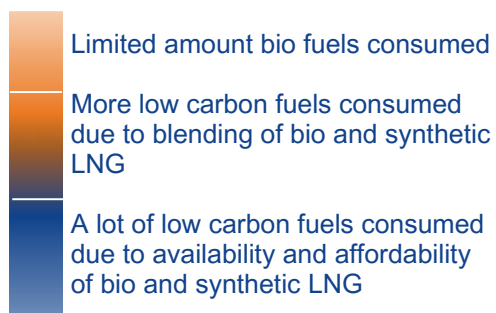 Limited amount bio fuels consumed
More low carbon fuels consumed
due to blending of bio and synthetic
LNG
A lot of low carbon fuels consumed
due to availability and affordability
of bio and synthetic LNG